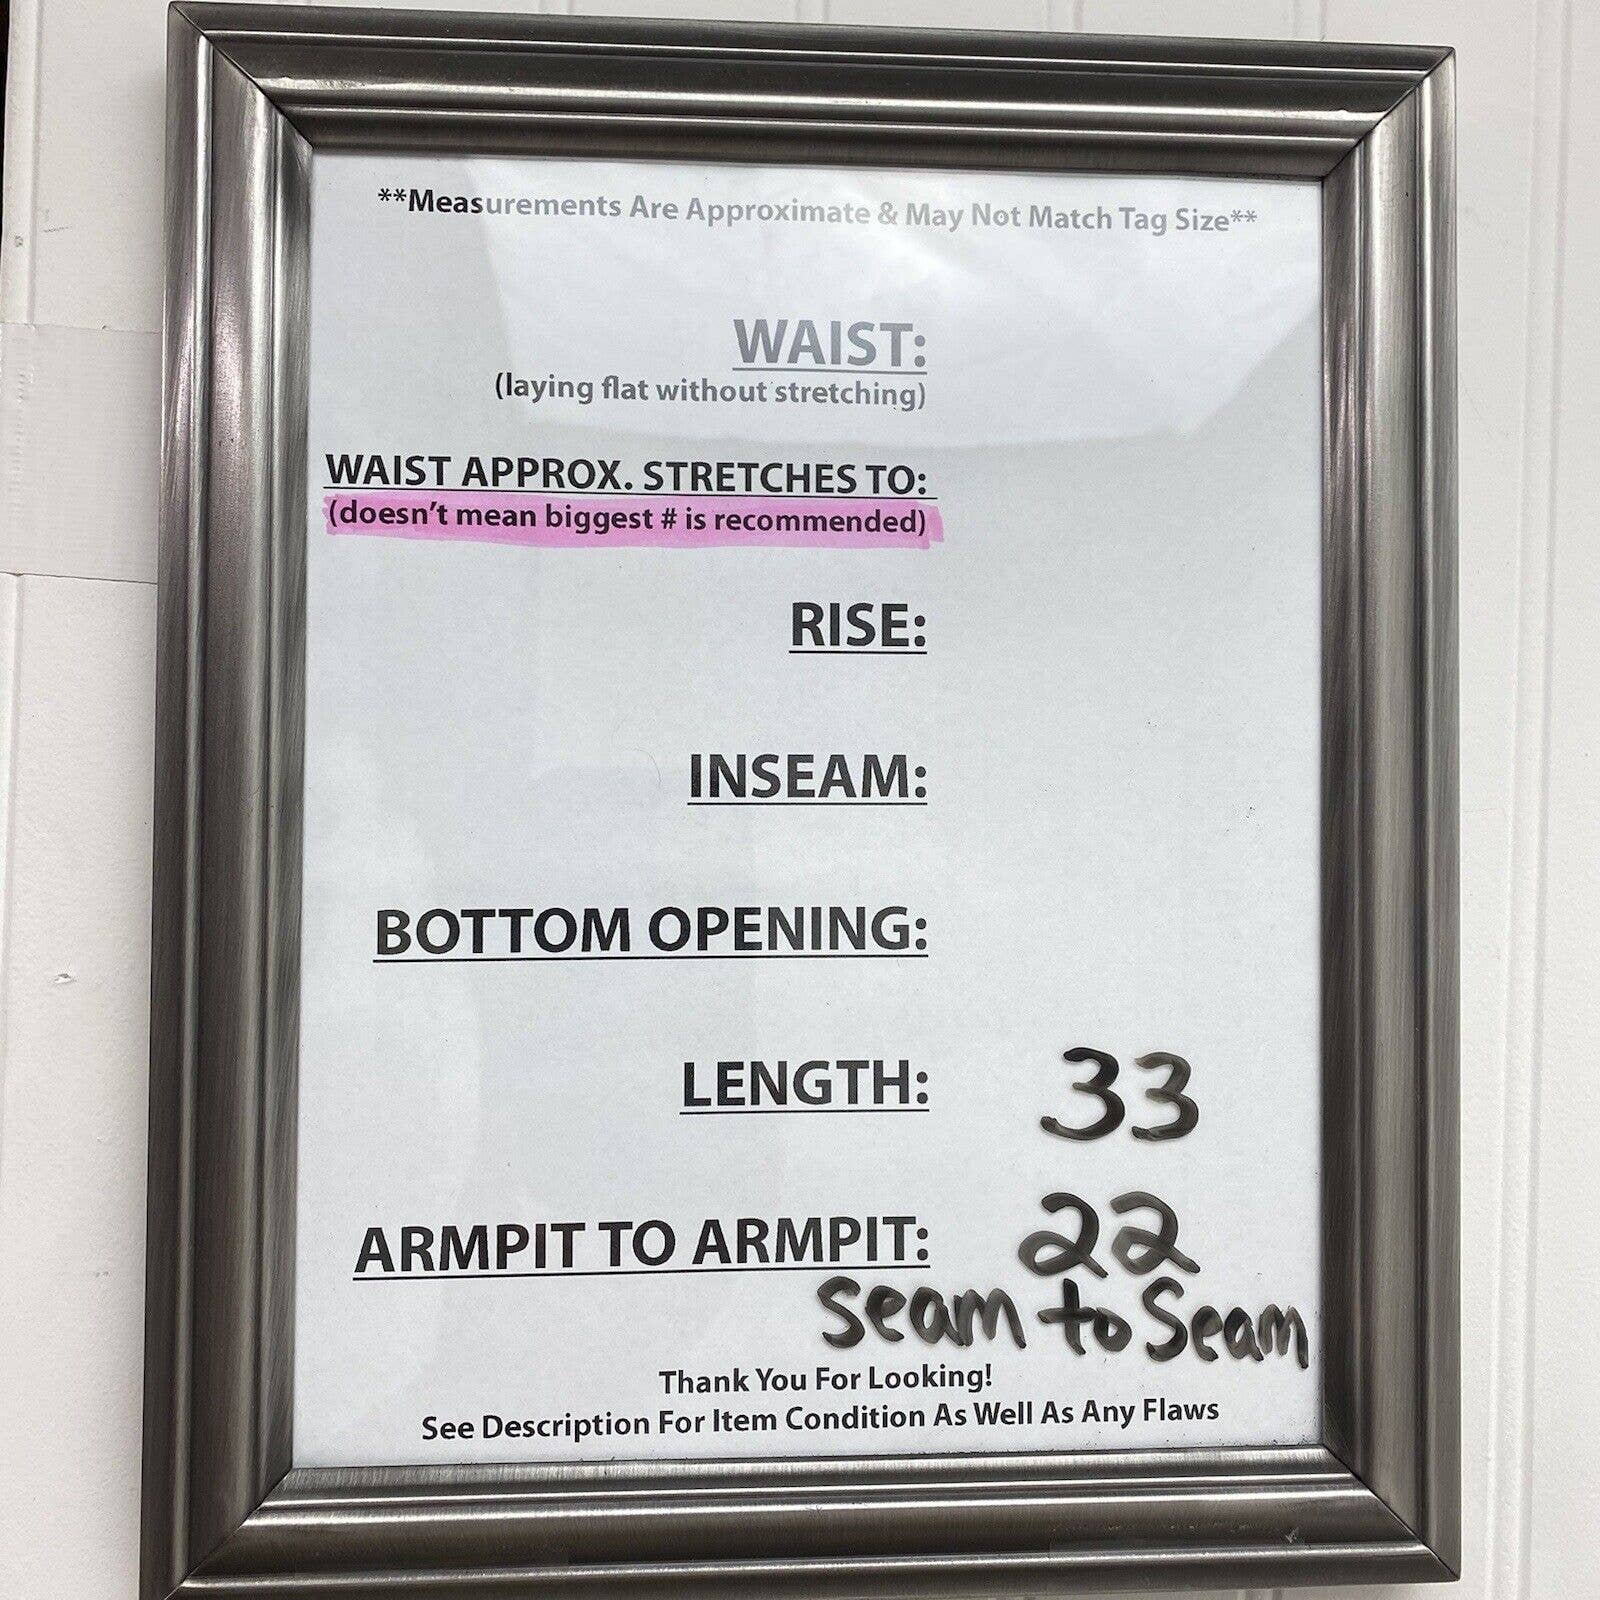 **Measurements Are Approximate & May Not Match Tag Size**
WAIST:
(laying flat without stretching)
WAIST APPROX. STRETCHES TO:
(doesn't mean biggest # is recommended)
RISE:
INSEAM:
BOTTOM OPENING:
LENGTH: 33
ARMPIT TO ARMPIT: 22
seam to seam
Thank You For Looking!
See Description For Item Condition As Well As Any Flaws